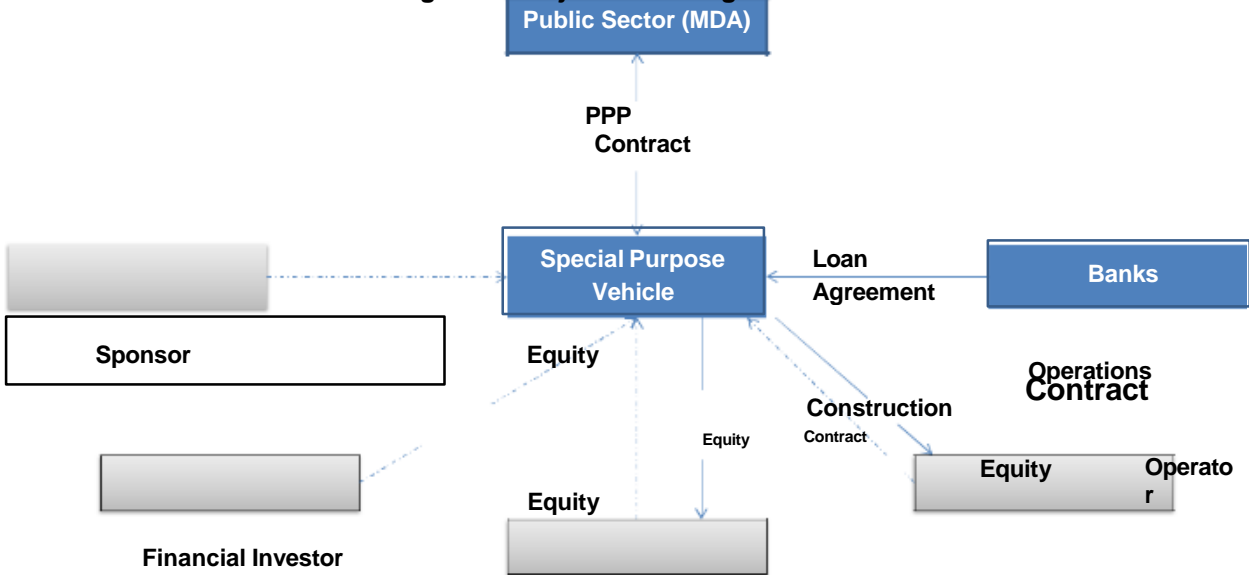 Public Sector (MDA)
PPP
Contract
Special Purpose
Vehicle
Loan
Agreement
Banks
Sponsor
Equity
Operations
Contract
Construction
Contract
Equity
Equity
Operato
r
Equity
Financial Investor